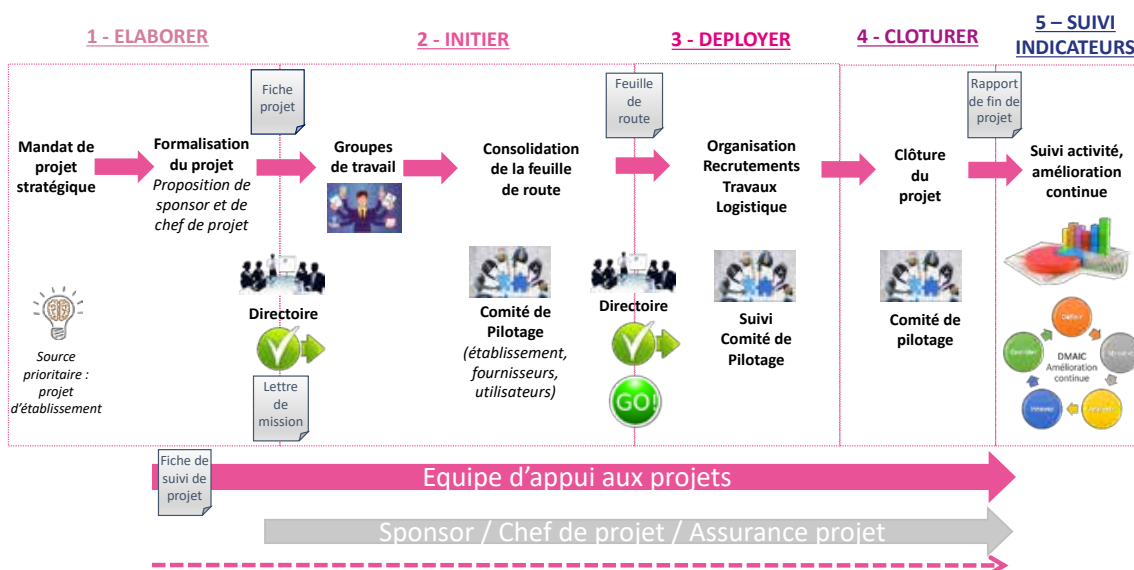 1 - ELABORER
2 - INITIER
3 - DEPLOYER
4 - CLOTURER
5 – SUIVI
INDICATEURS
Fiche
projet
Feuille
de
route
Rapport
de fin de
projet
Mandat de
projet
stratégique
Formalisation
du projet
Proposition de
sponsor et de
chef de projet
Groupes
de travail
Consolidation
de la feuille
de route
Organisation
Recrutements
Travaux
Logistique
Clôture
du
projet
Suivi activité,
amélioration
continue
Source
prioritaire :
projet
d'établissement
Directoire
Lettre
de
mission
Comité de
Pilotage
(établissement,
fournisseurs,
utilisateurs)
Directoire
GO!
Suivi
Comité de
Pilotage
Comité de
pilotage
Définir
DMAIC
Amélioration
continue
Fiche de
suivi de
projet
Equipe d'appui aux projets
Sponsor / Chef de projet / Assurance projet